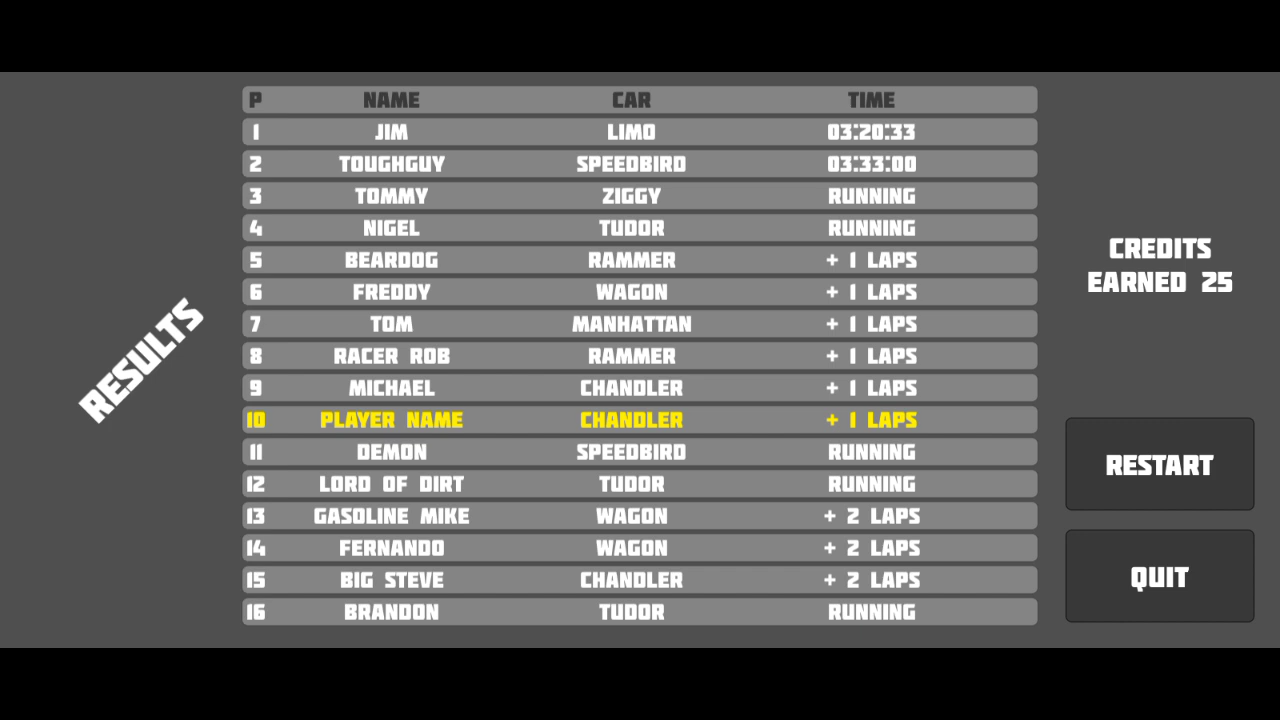 RESULTS
P NAME CAR TIME
1 JIM LIMO 03:20:33
2 TOUGHGUY SPEEDBIRD 03:33:00
3 TOMMY ZIGGY RUNNING
4 NIGEL TUDOR RUNNING
5 BEARDOG RAMMER + 1 LAPS
6 FREDDY WAGON + 1 LAPS
7 TOM MANHATTAN + 1 LAPS
8 RACER ROB RAMMER + 1 LAPS
9 MICHAEL CHANDLER + 1 LAPS
10 PLAYER NAME CHANDLER + 1 LAPS
11 DEMON SPEEDBIRD RUNNING
12 LORD OF DIRT TUDOR RUNNING
13 GASOLINE MIKE WAGON + 2 LAPS
14 FERNANDO WAGON + 2 LAPS
15 BIG STEVE CHANDLER + 2 LAPS
16 BRANDON TUDOR RUNNING
CREDITS
EARNED 25
RESTART
QUIT